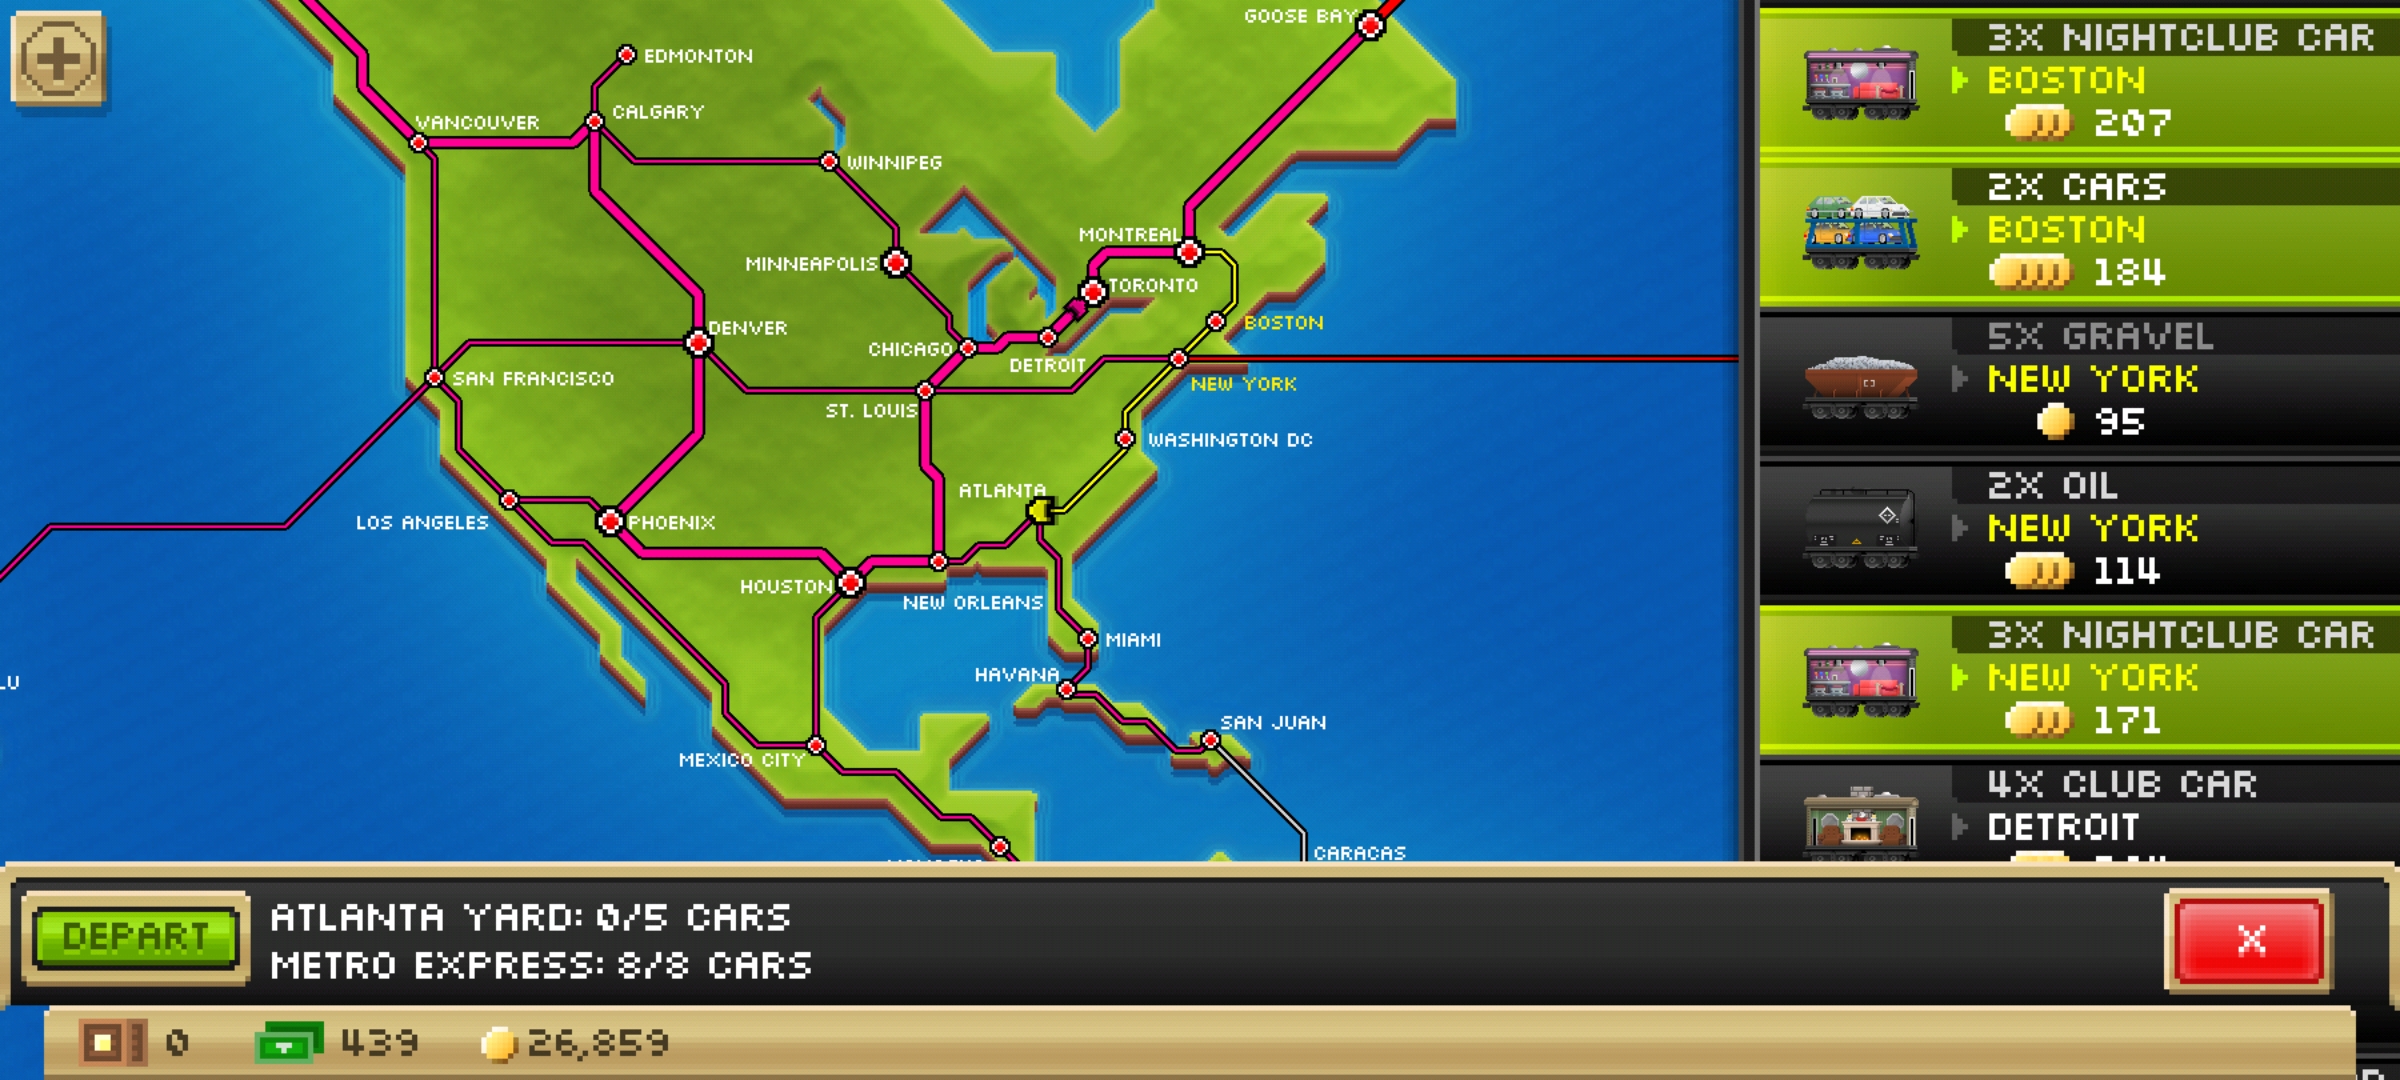 GOOSE BAY
EDMONTON
CALGARY
VANCOUVER
WINNIPEG
MONTREAL
MINNEAPOLIS
TORONTO
BOSTON
DENVER
CHICAGO
DETROIT
SAN FRANCISCO
NEW YORK
ST. LOUIS
WASHINGTON DC
ATLANTA
LOS ANGELES
PHOENIX
HOUSTON
NEW ORLEANS
MIAMI
HAVANA
SAN JUAN
MEXICO CITY
CARACAS
3X NIGHTCLUB CAR
BOSTON
207
2X CARS
BOSTON
184
5X GRAVEL
NEW YORK
95
2X OIL
NEW YORK
114
3X NIGHTCLUB CAR
NEW YORK
171
4X CLUB CAR
DETROIT
DEPART
ATLANTA YARD: 0/5 CARS
METRO EXPRESS: 8/8 CARS
X
0
439
26,859